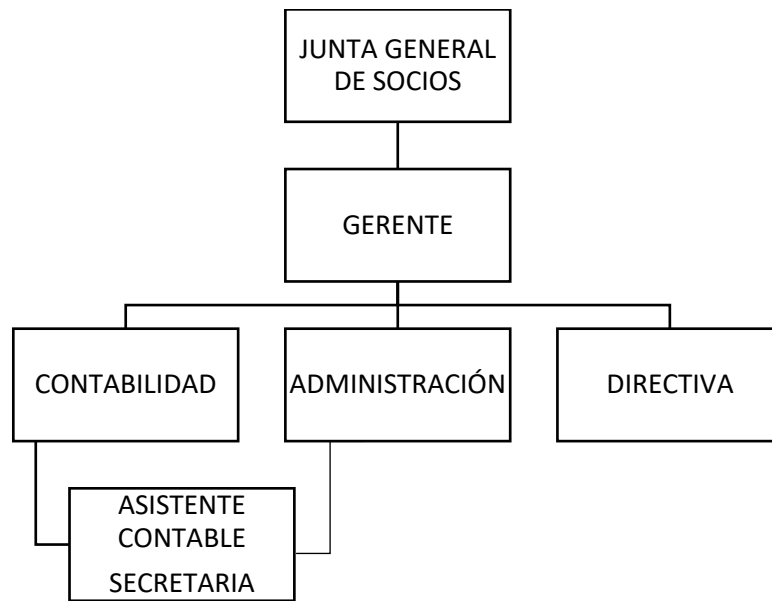 JUNTA GENERAL
DE SOCIOS
GERENTE
CONTABILIDAD
ADMINISTRACIÓN
DIRECTIVA
ASISTENTE
CONTABLE
SECRETARIA